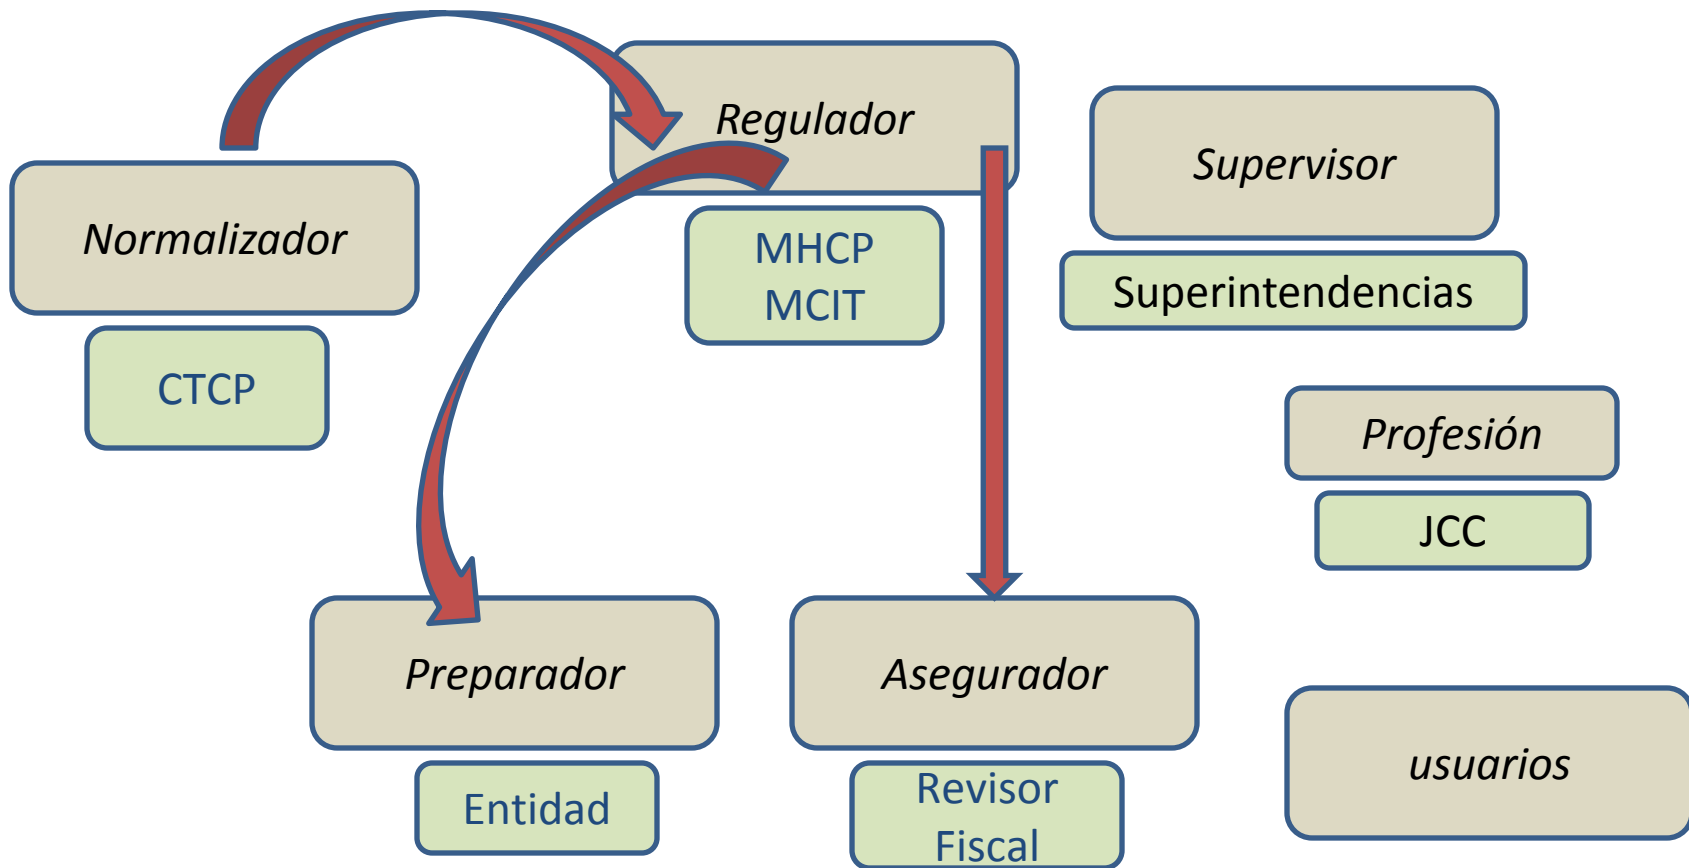 Regulador
Supervisor
Normalizador
MHCP
MCIT
Superintendencias
CTCP
Profesión
JCC
Preparador
Asegurador
usuarios
Entidad
Revisor
Fiscal